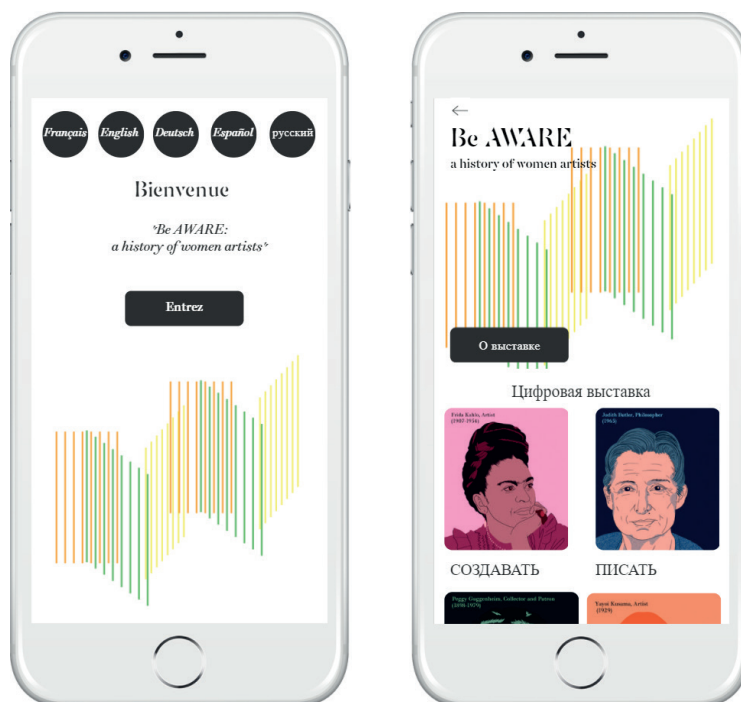 Français English Deutsch Español русский
Bienvenue
"Be AWARE:
a history of women artists"
Entrez
Be AWARE
a history of women artists
О выставке
Цифровая выставка
Frida Kahlo, Artist
(1907-1954)
Judith Butler, Philosopher
СОЗДАВАТЬ
ПИСАТЬ
Peggy Guggenheim, Collector and Patron
(1898-1979)
Yayoi Kusama, Artist
(1929)